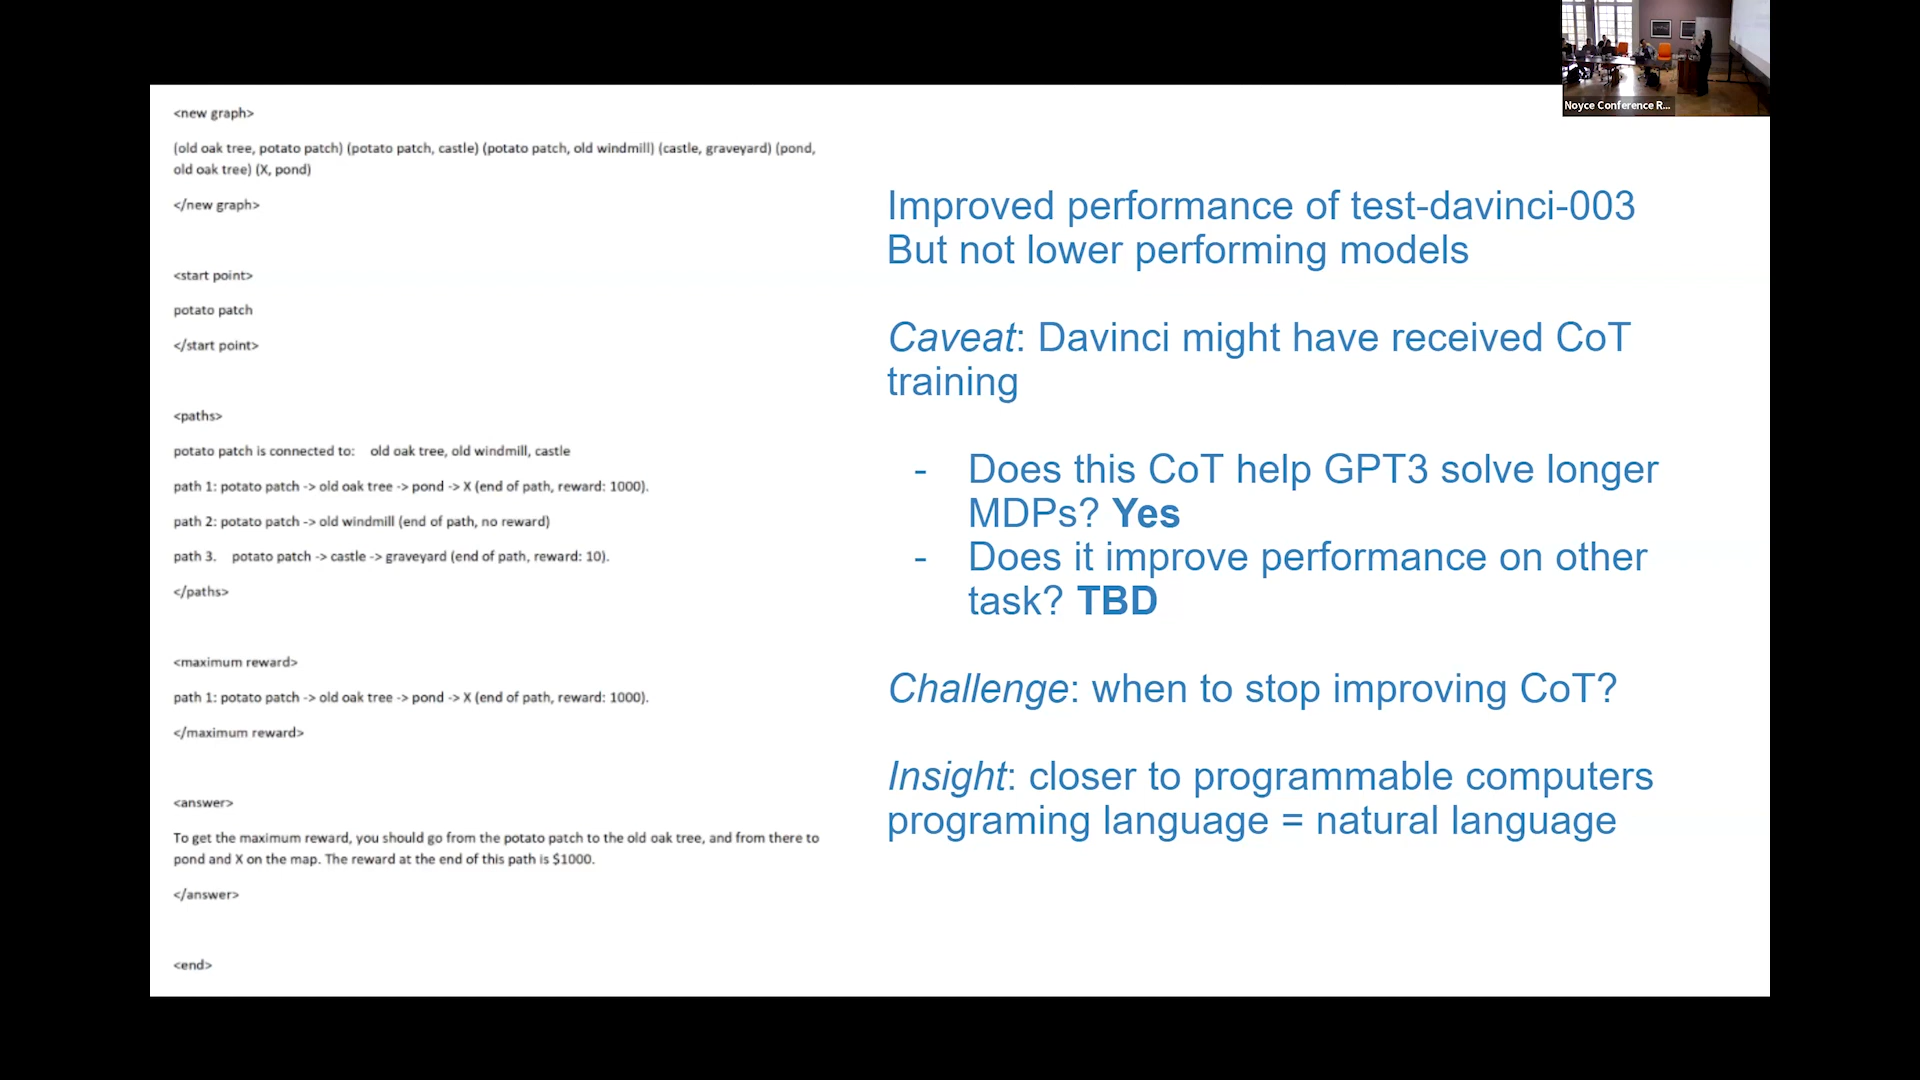 <new graph>
(old oak tree, potato patch) (potato patch, castle) (potato patch, old windmill) (castle, graveyard) (pond,
old oak tree) (X, pond)
</new graph>
<start point>
potato patch
</start point>
<paths>
potato patch is connected to: old oak tree, old windmill, castle
path 1: potato patch -> old oak tree -> pond -> X (end of path, reward: 1000).
path 2: potato patch -> old windmill (end of path, no reward)
path 3. potato patch -> castle -> graveyard (end of path, reward: 10).
</paths>
<maximum reward>
path 1: potato patch -> old oak tree -> pond -> X (end of path, reward: 1000).
</maximum reward>
<answer>
To get the maximum reward, you should go from the potato patch to the old oak tree, and from there to
pond and X on the map. The reward at the end of this path is $1000.
</answer>
<end>
Improved performance of test-davinci-003
But not lower performing models
Caveat: Davinci might have received CoT
training
- Does this CoT help GPT3 solve longer
MDPs? Yes
- Does it improve performance on other
task? TBD
Challenge: when to stop improving CoT?
Insight: closer to programmable computers
programing language = natural language
Noyce Conference R...